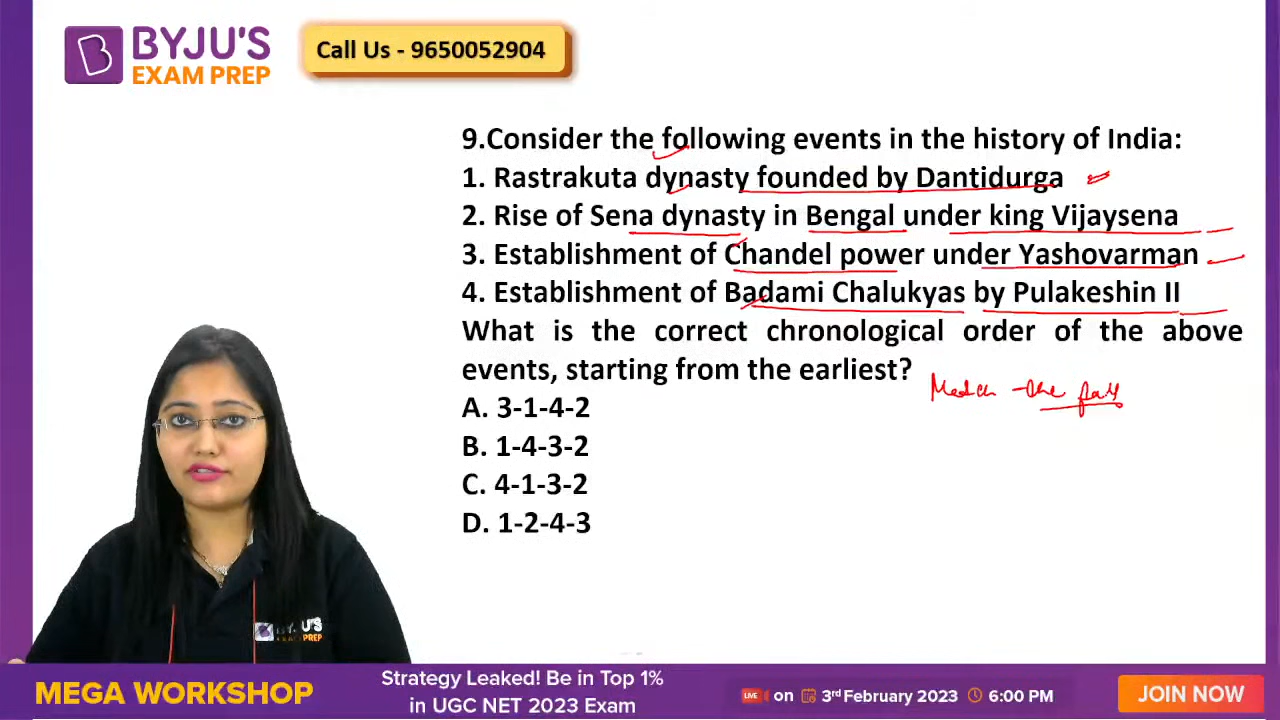 BYJU'S
EXAM PREP
Call Us - 9650052904
9.Consider the following events in the history of India:
1. Rastrakuta dynasty founded by Dantidurga
2. Rise of Sena dynasty in Bengal under king Vijaysena
3. Establishment of Chandel power under Yashovarman
4. Establishment of Badami Chalukyas by Pulakeshin II
What is the correct chronological order of the above
events, starting from the earliest?
the
A. 3-1-4-2
B. 1-4-3-2
C. 4-1-3-2
D. 1-2-4-3
BYJU'S
EXAM PREP
MEGA WORKSHOP
Strategy Leaked! Be in Top 1%
in UGC NET 2023 Exam
LIVE on 3rd February 2023 6:00 PM
JOIN NOW